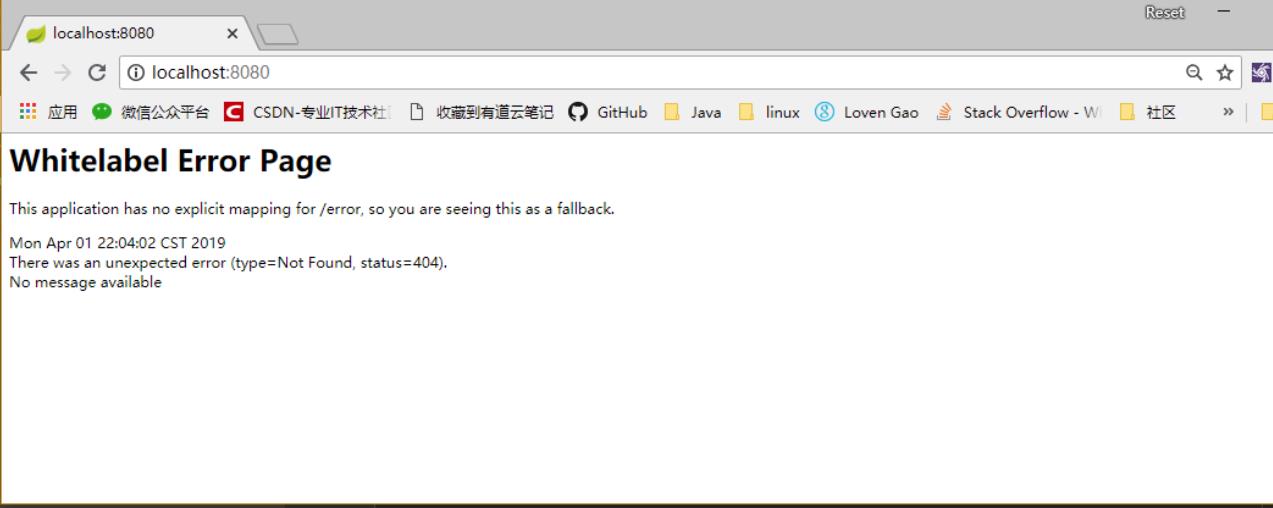 Reset
localhost:8080
localhost:8080
应用 微信公众平台 CSDN-专业IT技术社 收藏到有道云笔记 GitHub Java linux Loven Gao Stack Overflow - W 社区 »
Whitelabel Error Page
This application has no explicit mapping for /error, so you are seeing this as a fallback.
Mon Apr 01 22:04:02 CST 2019
There was an unexpected error (type=Not Found, status=404).
No message available